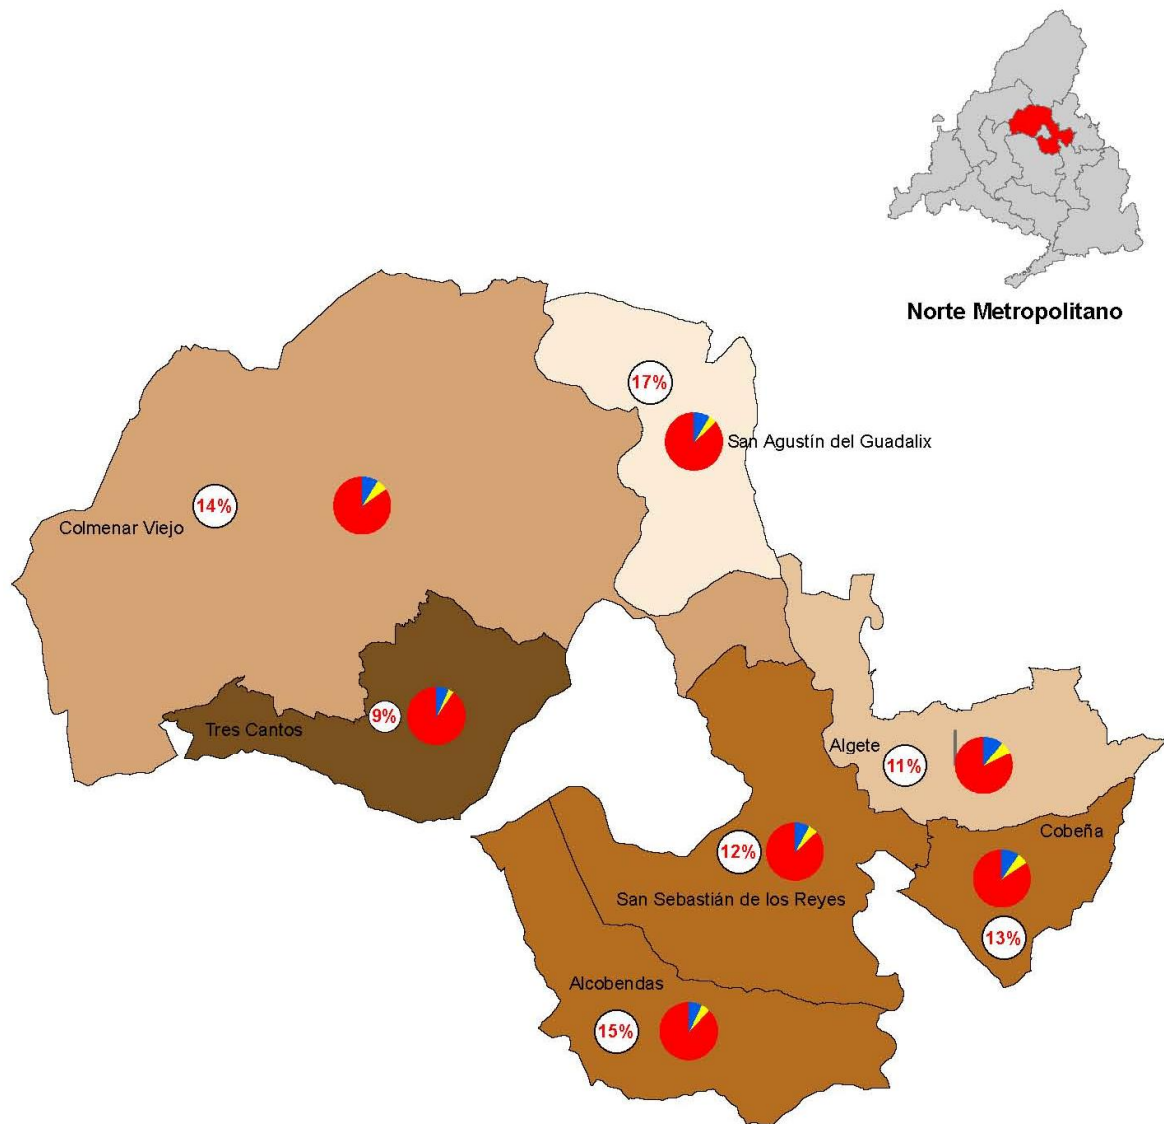 Norte Metropolitano
17%
San Agustín del Guadalix
14%
Colmenar Viejo
9%
Tres Cantos
Algete
11%
Cobeña
12%
San Sebastián de los Reyes
13%
Alcobendas
15%